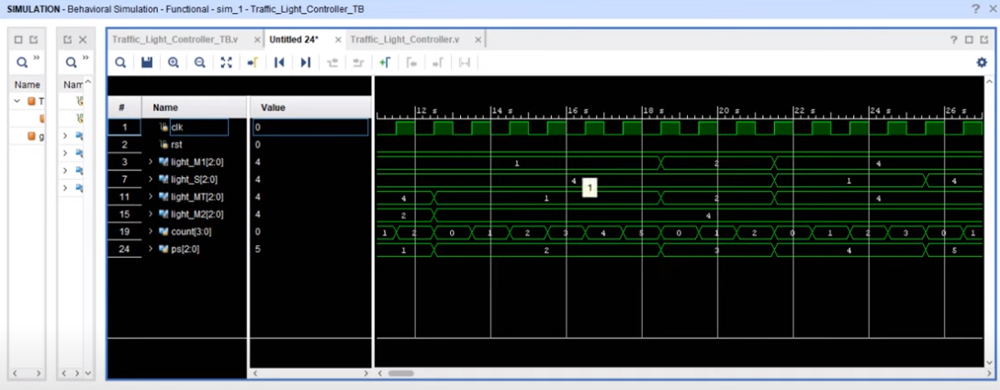 SIMULATION - Behavioral Simulation - Functional - sim_1 - Traffic_Light_Controller_TB ? X
Traffic_Light_Controller_TB.v × Untitled 24* × Traffic_Light_Controller.v × ?
Name Nam
T
g
# Name Value
12 s 14 s 16 s 18 s 20 s 22 s 24 s 26 s
1 clk 0
2 rst 0
3 light_M1[2:0] 4 1 2 4
7 light_S[2:0] 4 4 1 4
1
11 light_MT[2:0] 4 4 1 2 4
15 light_M2[2:0] 4 2 4
19 count[3:0] 0 1 2 0 1 2 3 4 5 0 1 2 0 1 2 3 0 1
24 ps[2:0] 5 1 2 3 4 5